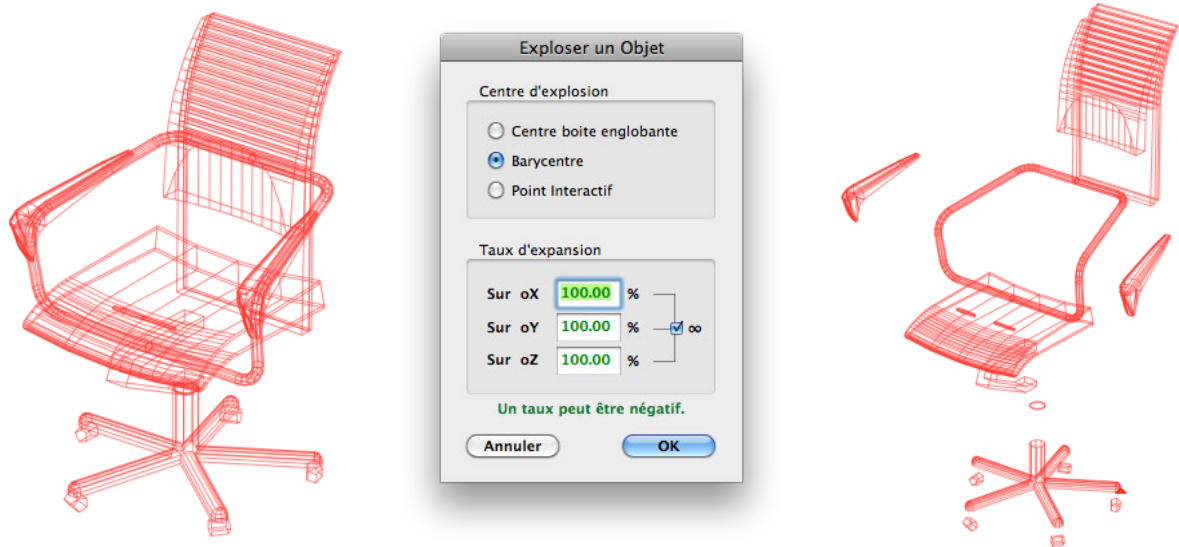 Exploser un Objet
Centre d'explosion
Centre boite englobante
Barycentre
Point Interactif
Taux d'expansion
Sur oX 100.00 %
Sur oY 100.00 % ∞
Sur oZ 100.00 %
Un taux peut être négatif.
Annuler OK